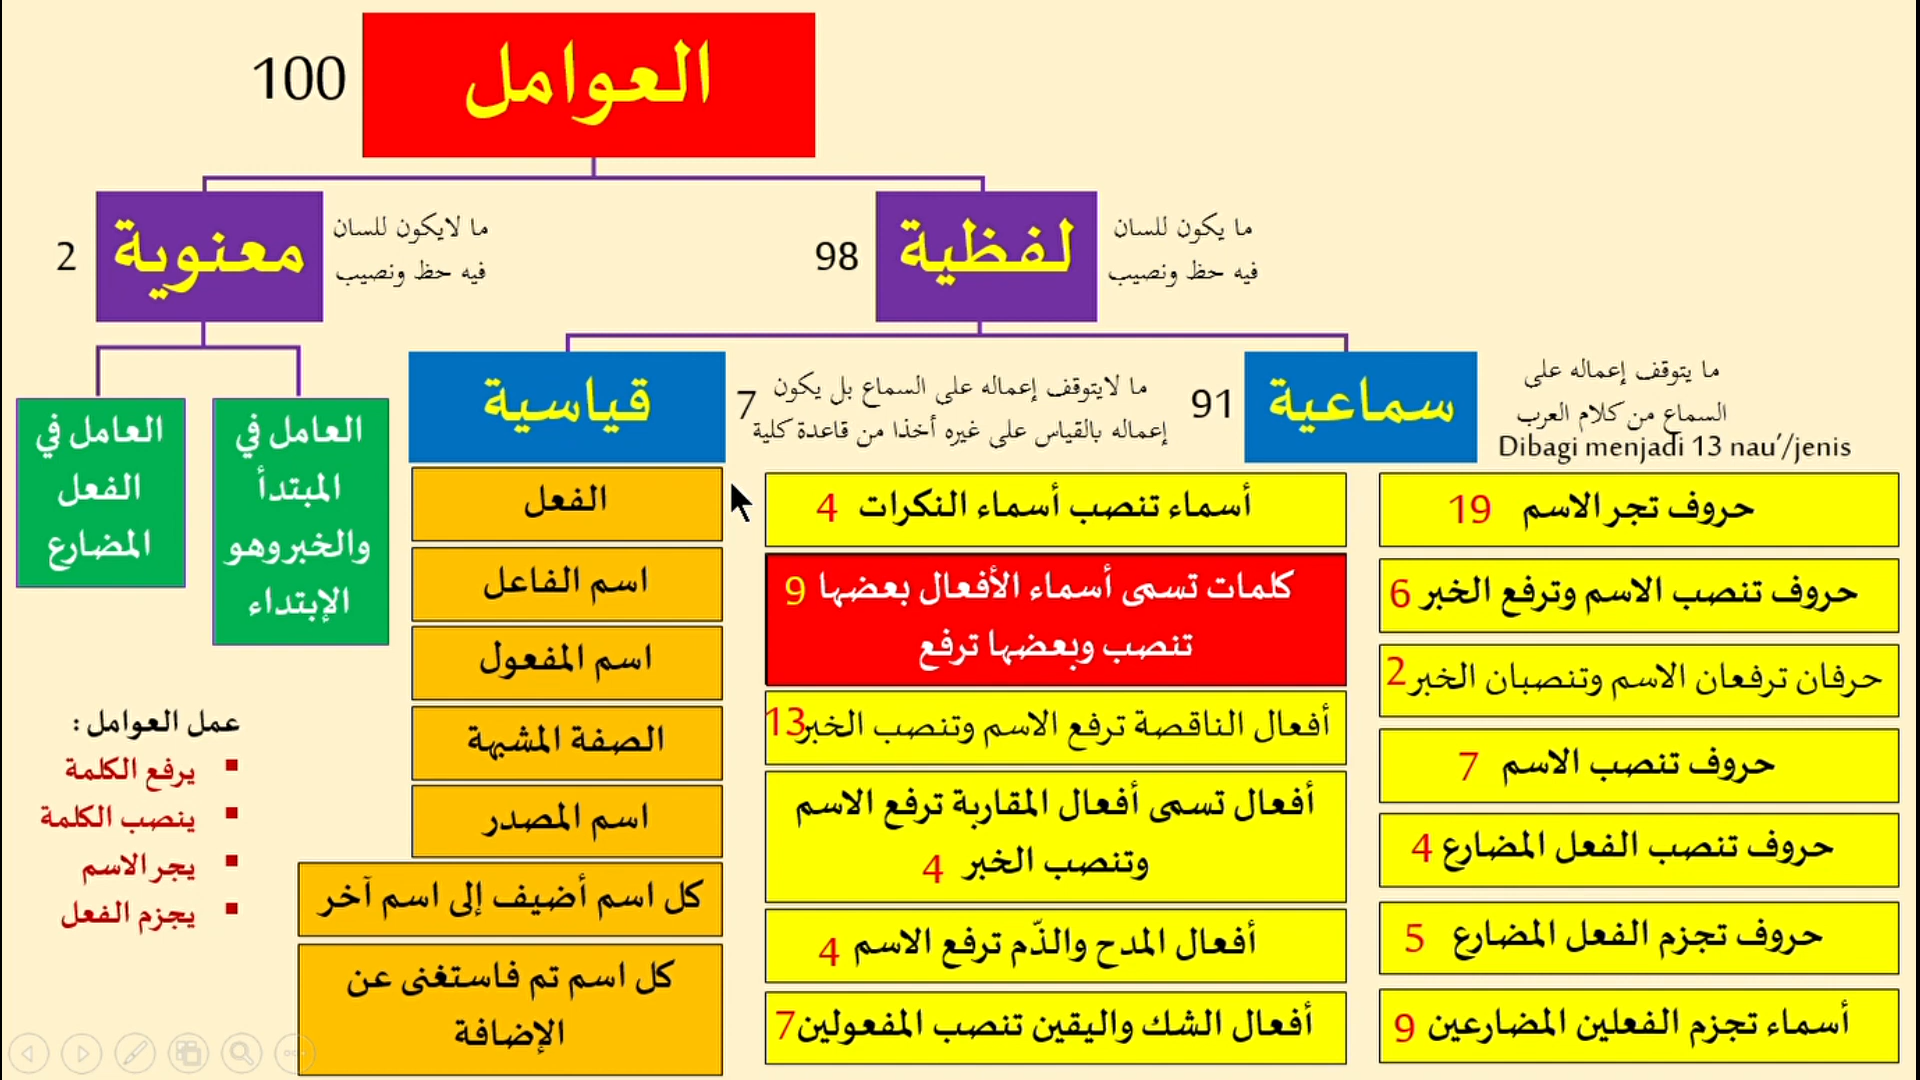 العوامل
100
لفظية
98
ما يكون للسان
فيه حظ ونصيب
معنوية
2
ما لايكون للسان
فيه حظ ونصيب
سماعية
91
ما يتوقف إعماله على
السماع من كلام العرب
Dibagi menjadi 13 nau’/jenis
قياسية
7
ما لايتوقف إعماله على السماع بل يكون
إعماله بالقياس على غيره أخذا من قاعدة كلية
حروف تجر الاسم 19
حروف تنصب الاسم وترفع الخبر 6
حرفان ترفعان الاسم وتنصبان الخبر 2
حروف تنصب الاسم 7
حروف تنصب الفعل المضارع 4
حروف تجزم الفعل المضارع 5
أسماء تجزم الفعلين المضارعين 9
أسماء تنصب أسماء النكرات 4
كلمات تسمى أسماء الأفعال بعضها 9
تنصب وبعضها ترفع
أفعال الناقصة ترفع الاسم وتنصب الخبر 13
أفعال تسمى أفعال المقاربة ترفع الاسم
وتنصب الخبر 4
أفعال المدح والذّم ترفع الاسم 4
أفعال الشك واليقين تنصب المفعولين 7
الفعل
اسم الفاعل
اسم المفعول
الصفة المشبهة
اسم المصدر
كل اسم أضيف إلى اسم آخر
كل اسم تم فاستغنى عن
الإضافة
العامل في
المبتدأ
والخبر وهو
الإبتداء
العامل في
الفعل
المضارع
عمل العوامل :
▪ يرفع الكلمة
▪ ينصب الكلمة
▪ يجر الاسم
▪ يجزم الفعل